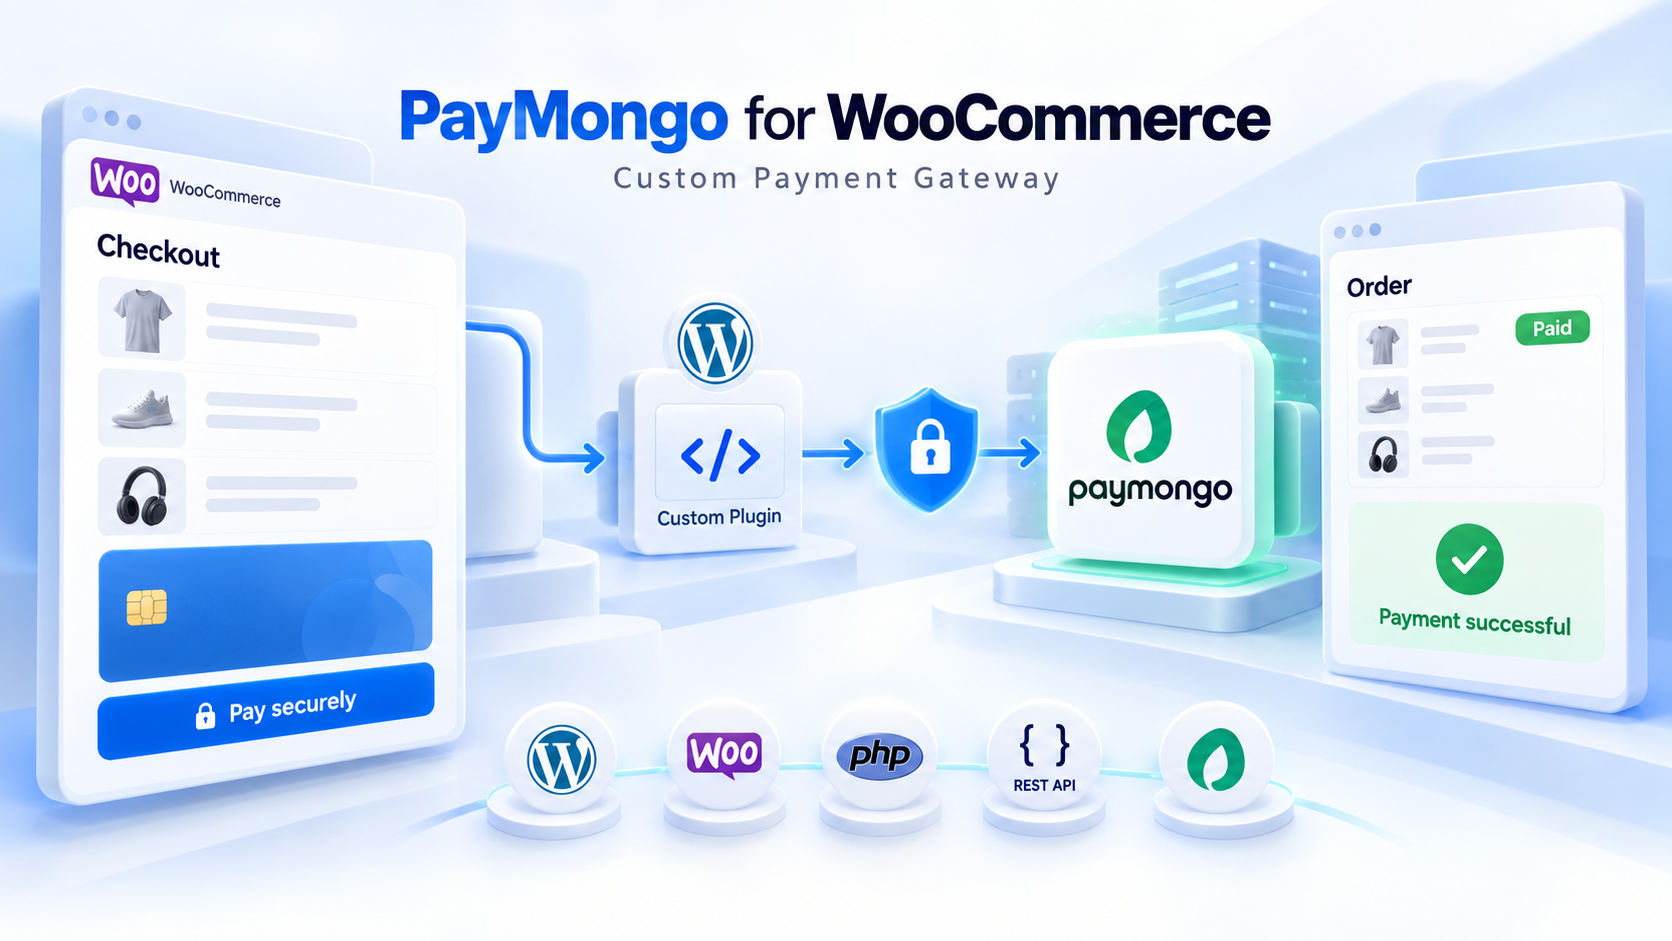 PayMongo for WooCommerce
Custom Payment Gateway
Woo WooCommerce
Checkout
Pay securely
W
</>
Custom Plugin
paymongo
Order
Paid
Payment successful
W
Woo
php
{ }
REST API